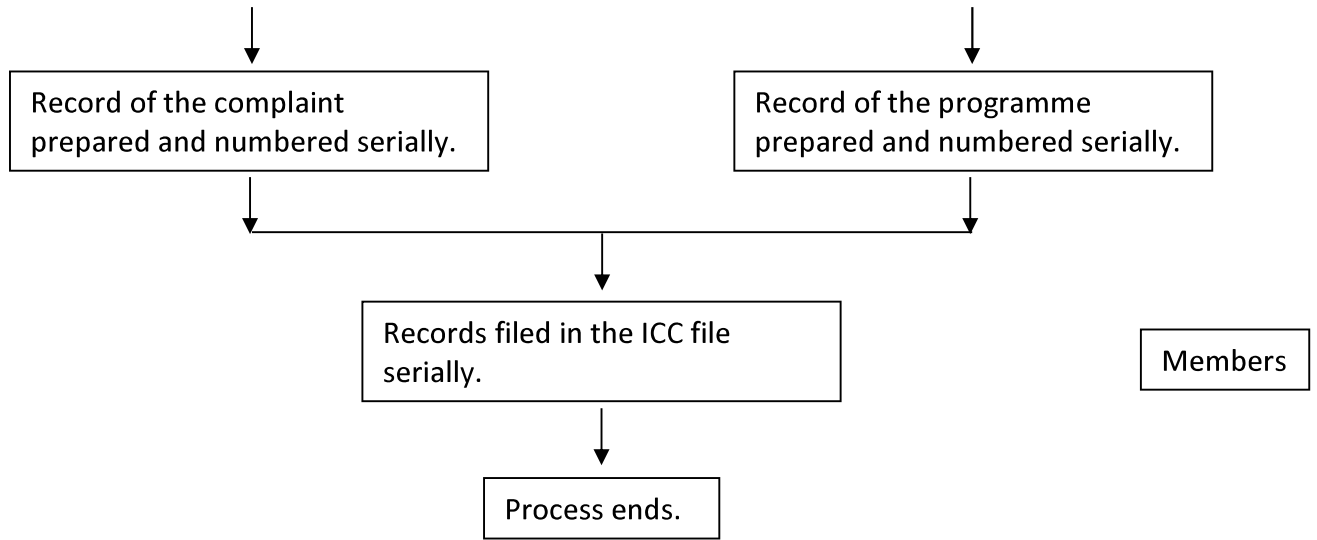 Record of the complaint
prepared and numbered serially.
Record of the programme
prepared and numbered serially.
Records filed in the ICC file
serially.
Members
Process ends.